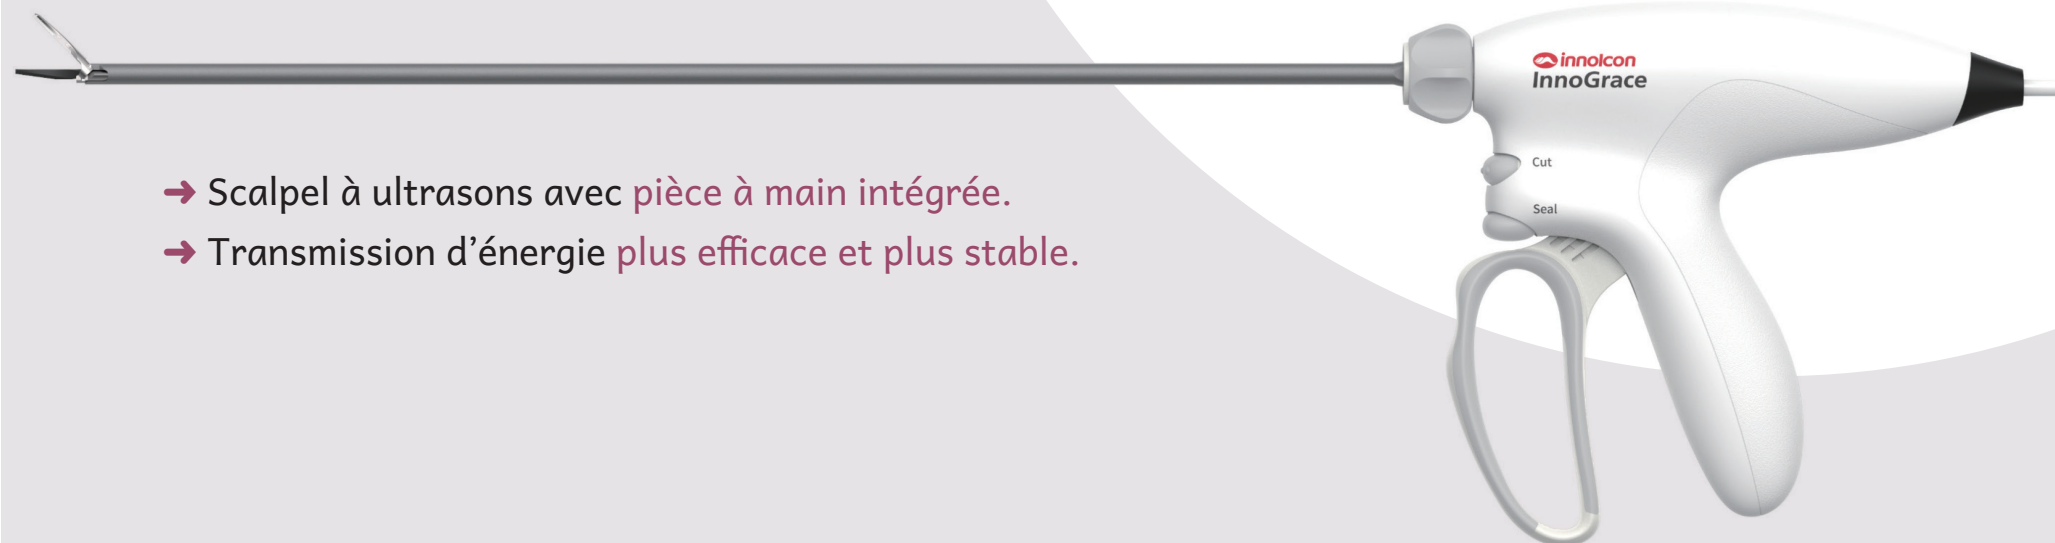 innolcon
InnoGrace
Cut
Seal
➜ Scalpel à ultrasons avec pièce à main intégrée.
➜ Transmission d’énergie plus efficace et plus stable.